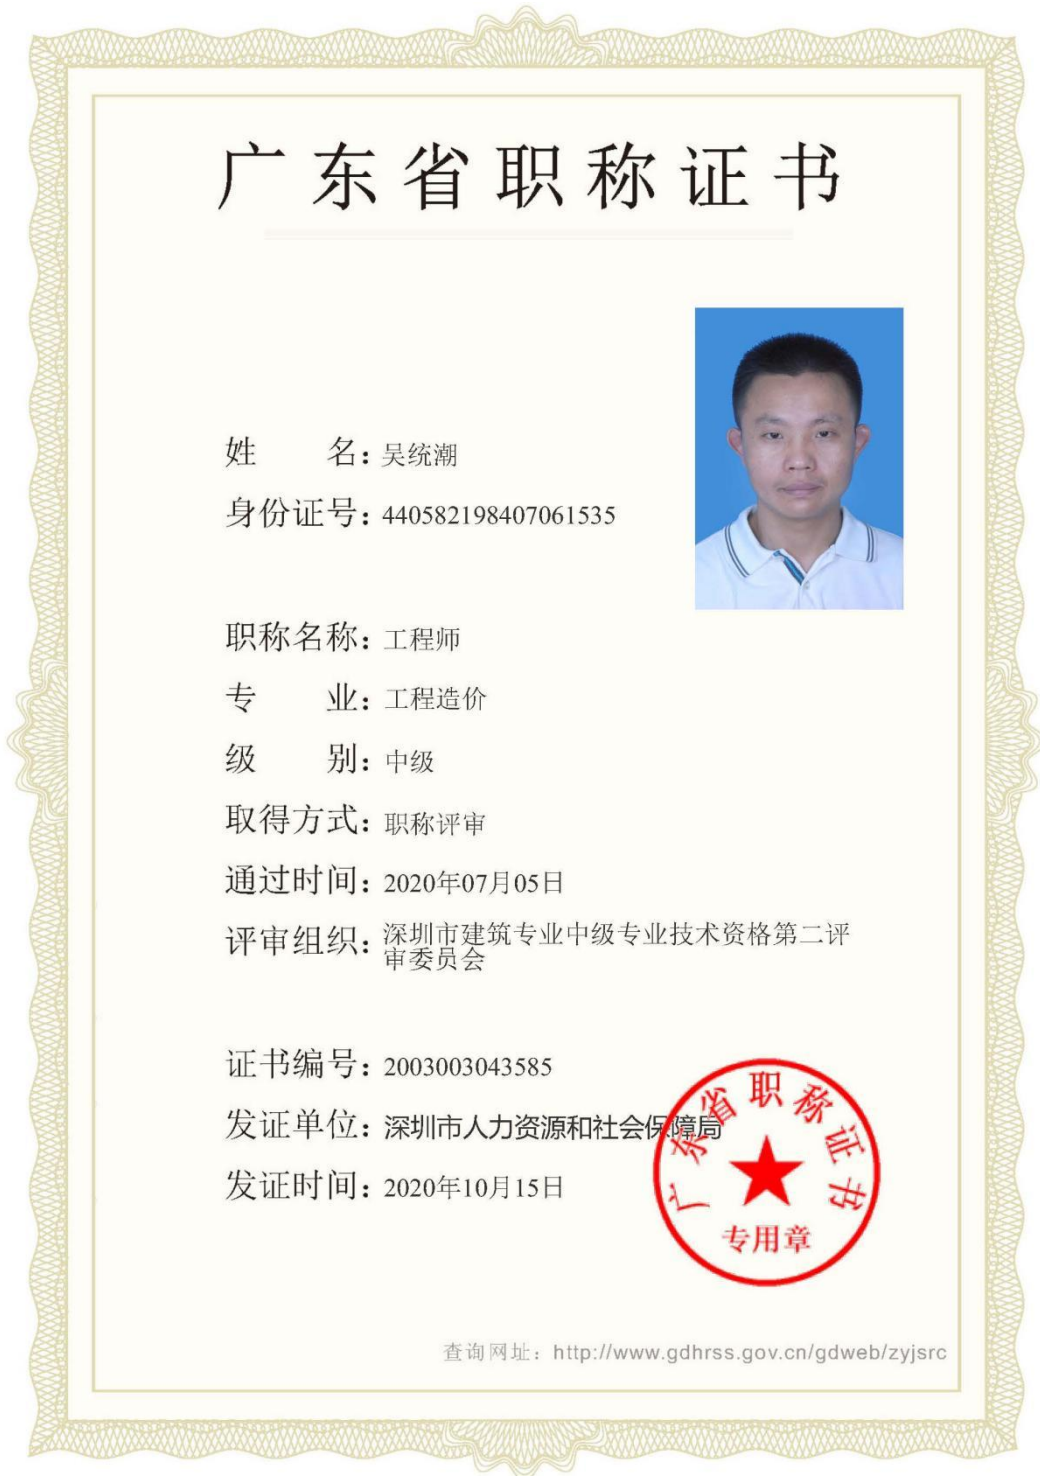 广东省职称证书
姓 名：吴统潮
身份证号：440582198407061535
职称名称：工程师
专 业：工程造价
级 别：中级
取得方式：职称评审
通过时间：2020年07月05日
评审组织：深圳市建筑专业中级专业技术资格第二评
审委员会
证书编号：2003003043585
发证单位：深圳市人力资源和社会保障局
发证时间：2020年10月15日
广东省职称证书
专用章
查询网址：http://www.gdhrss.gov.cn/gdweb/zyjsrc